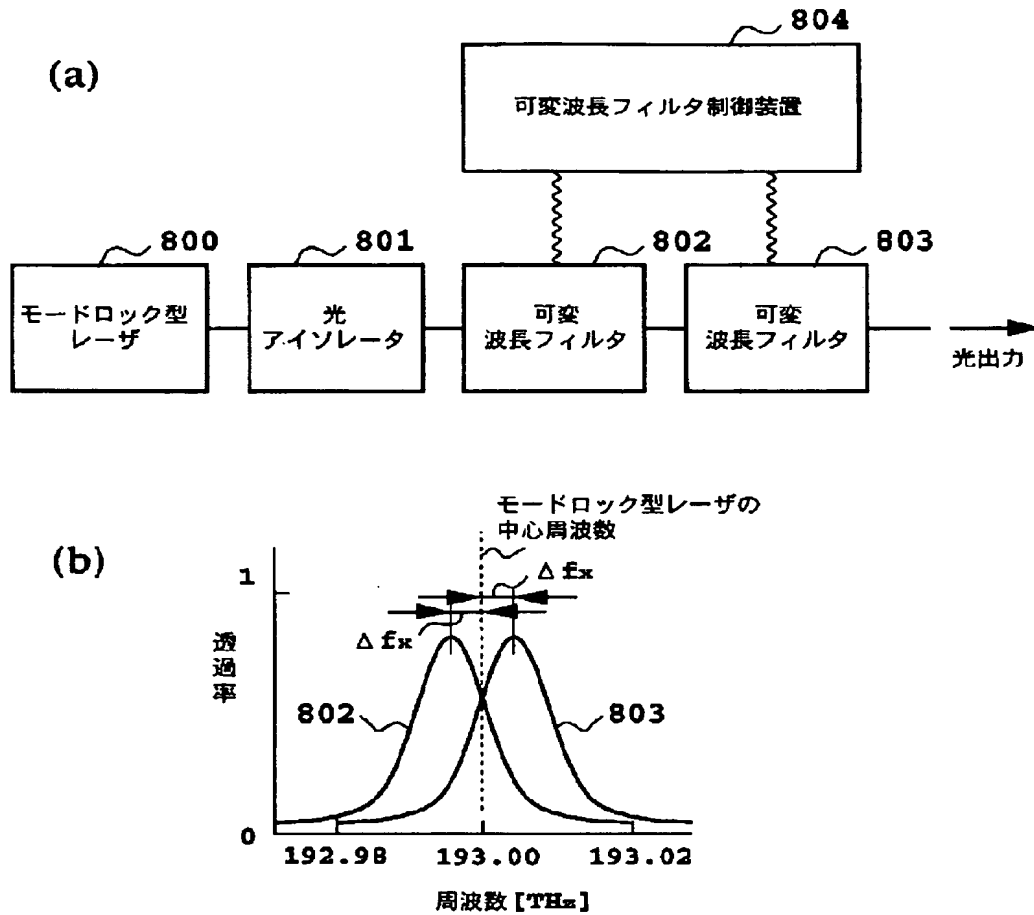 (a)
804
可変波長フィルタ制御装置
800
801
802
803
モードロック型
レーザ
光
アイソレータ
可変
波長フィルタ
可変
波長フィルタ
光出力
(b)
モードロック型レーザの
中心周波数
Δfx
Δfx
1
透過率
802
803
0
192.98
193.00
193.02
周波数[THz]